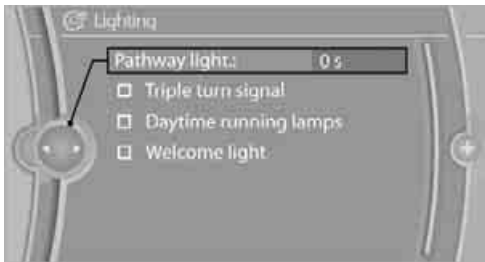 Lighting
Pathway light.: 0 s
Triple turn signal
Daytime running lamps
Welcome light